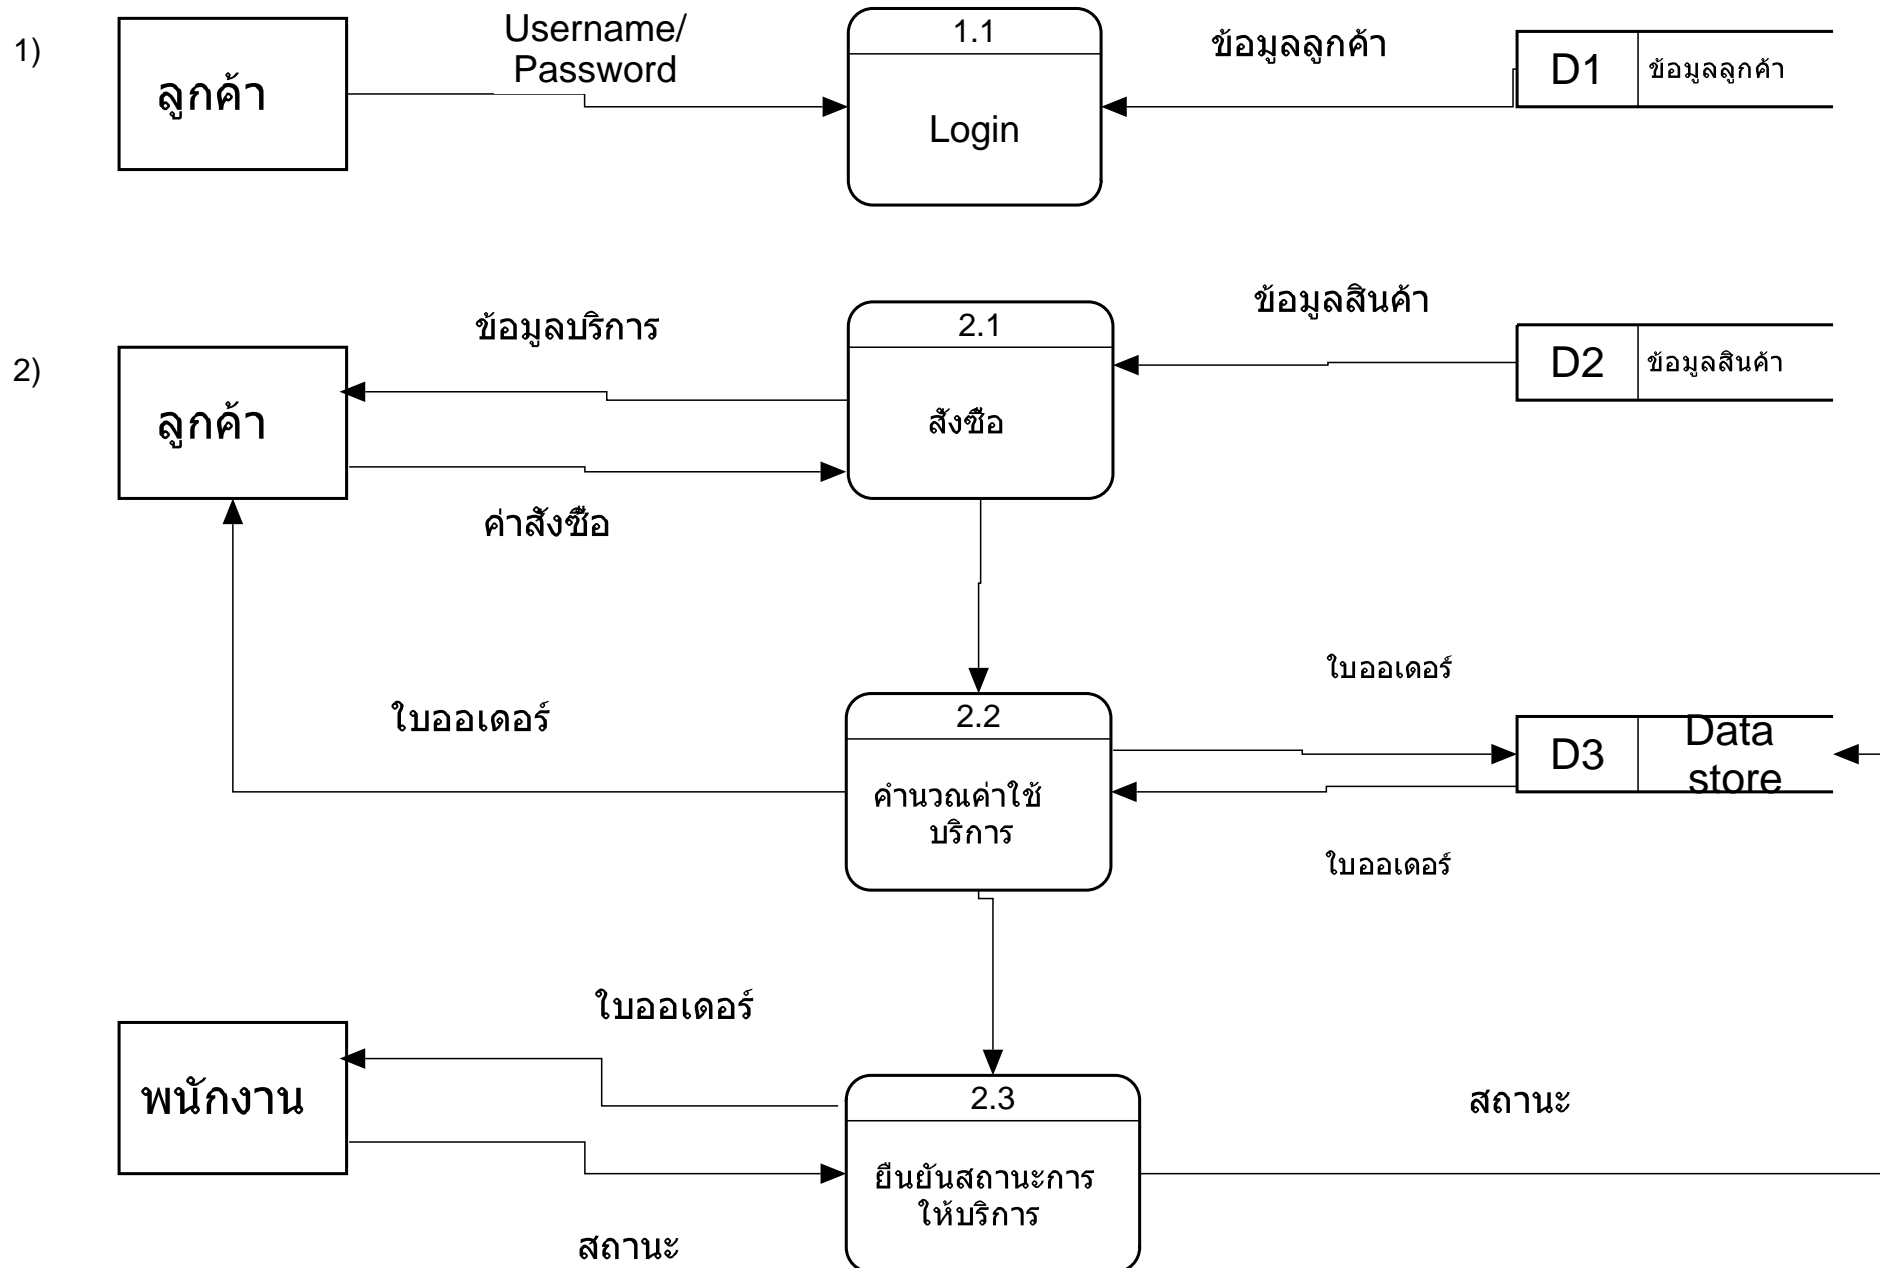 1)
ลูกค้า
Username/
Password
1.1
Login
ข้อมูลลูกค้า
D1
ข้อมูลลูกค้า
2)
ลูกค้า
ข้อมูลบริการ
ค่าสั่งซื้อ
2.1
สั่งซื้อ
ข้อมูลสินค้า
D2
ข้อมูลสินค้า
ใบออเดอร์
2.2
คำนวณค่าใช้
บริการ
ใบออเดอร์
D3
Data
store
ใบออเดอร์
พนักงาน
ใบออเดอร์
สถานะ
2.3
ยืนยันสถานะการ
ให้บริการ
สถานะ